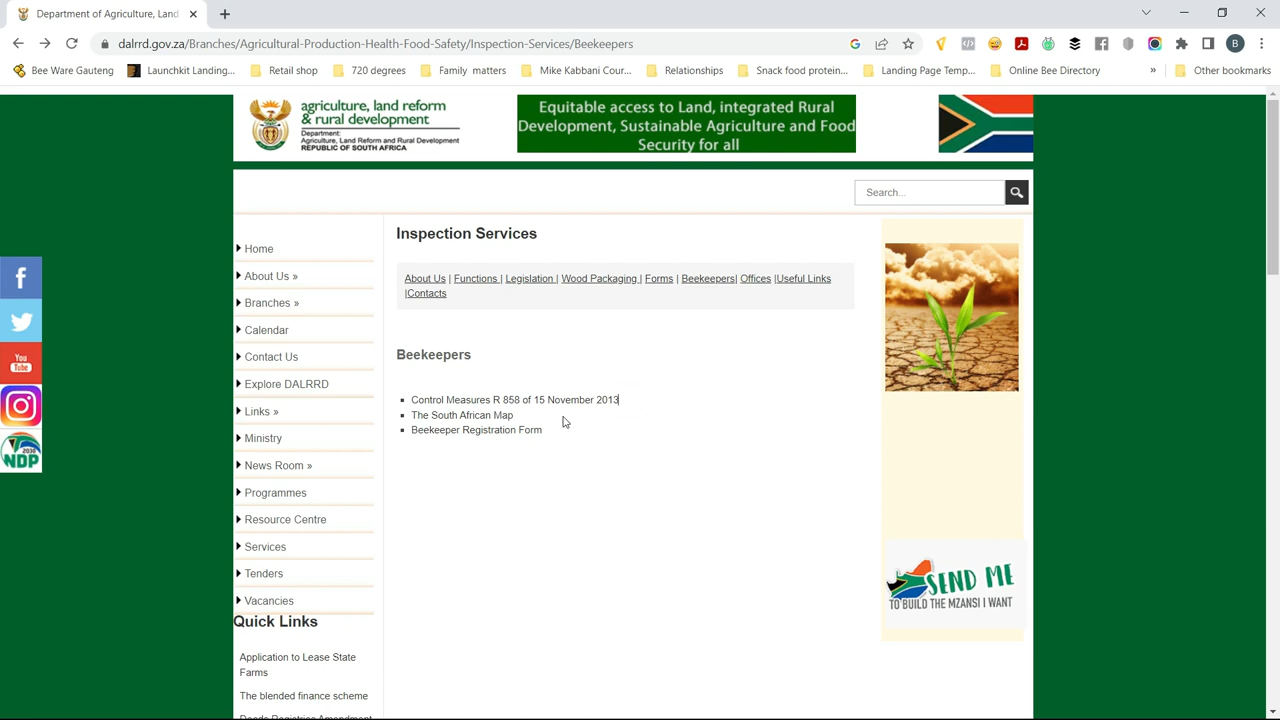 Department of Agriculture, Land
dalrrd.gov.za/Branches/Agricultural-Production-Health-Food-Safety/Inspection-Services/Beekeepers
B
Bee Ware Gauteng
Launchkit Landing...
Retail shop
720 degrees
Family matters
Mike Kabbani Cour...
Relationships
Snack food protein...
Landing Page Temp...
Online Bee Directory
»
Other bookmarks
agriculture, land reform
& rural development
Department:
Agriculture, Land Reform and Rural Development
REPUBLIC OF SOUTH AFRICA
Equitable access to Land, integrated Rural
Development, Sustainable Agriculture and Food
Security for all
Search...
Home
About Us »
Branches »
Calendar
Contact Us
Explore DALRRD
Links »
Ministry
News Room »
Programmes
Resource Centre
Services
Tenders
Vacancies
Quick Links
Application to Lease State
Farms
The blended finance scheme
Deeds Registries Amendment
You
Tube
2030
NDP
Inspection Services
About Us | Functions | Legislation | Wood Packaging | Forms | Beekeepers| Offices |Useful Links
|Contacts
Beekeepers
Control Measures R 858 of 15 November 2013
The South African Map
Beekeeper Registration Form
SEND ME
TO BUILD THE MZANSI I WANT